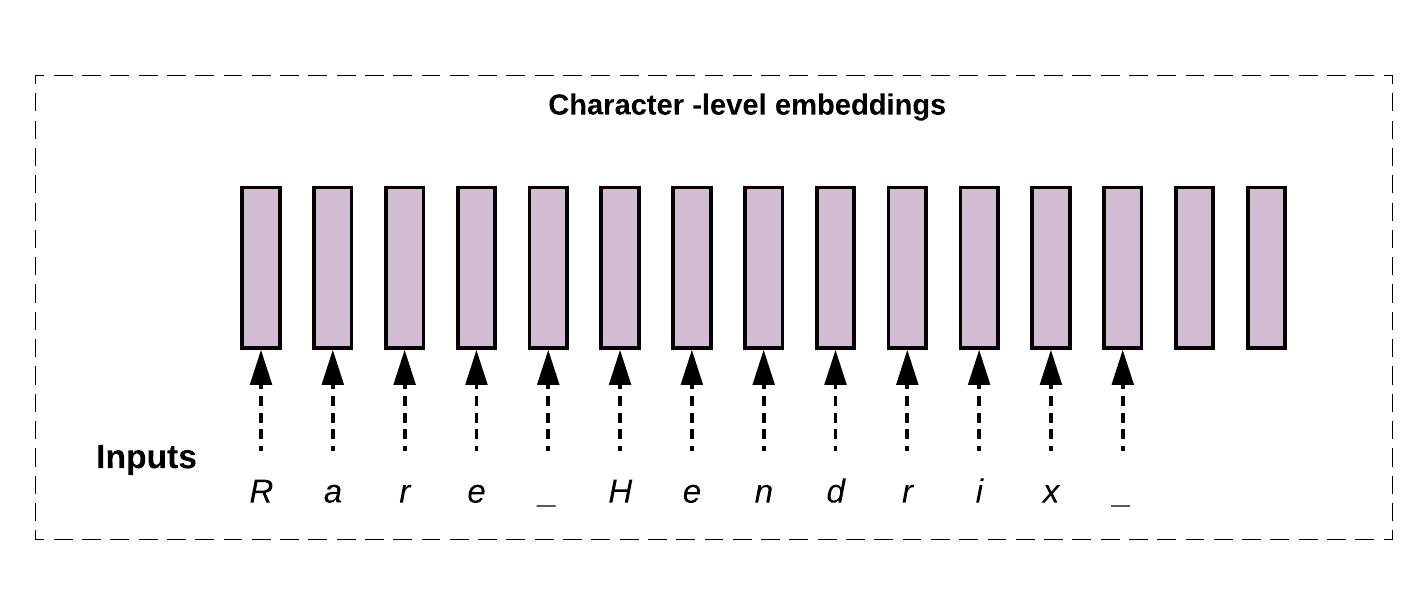 Character -level embeddings
Inputs
R a r e _ H e n d r i x _